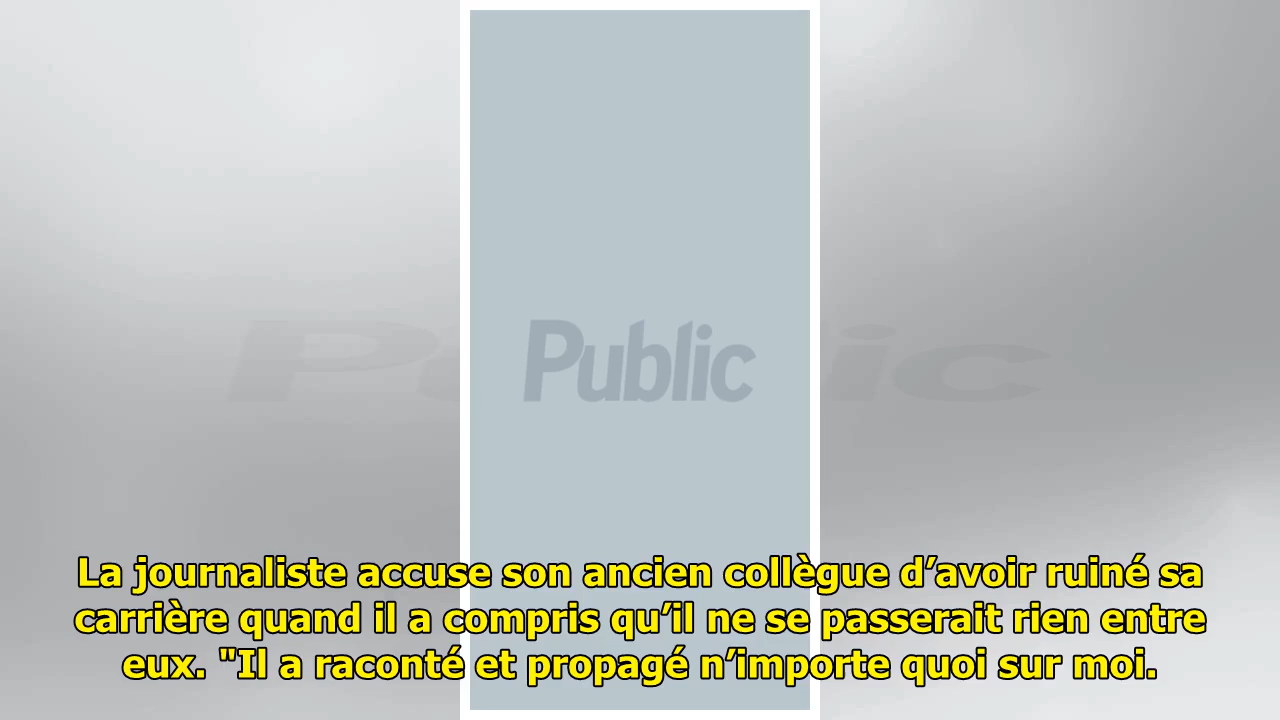 Public
La journaliste accuse son ancien collègue d’avoir ruiné sa
carrière quand il a compris qu’il ne se passerait rien entre
eux. "Il a raconté et propagé n’importe quoi sur moi.